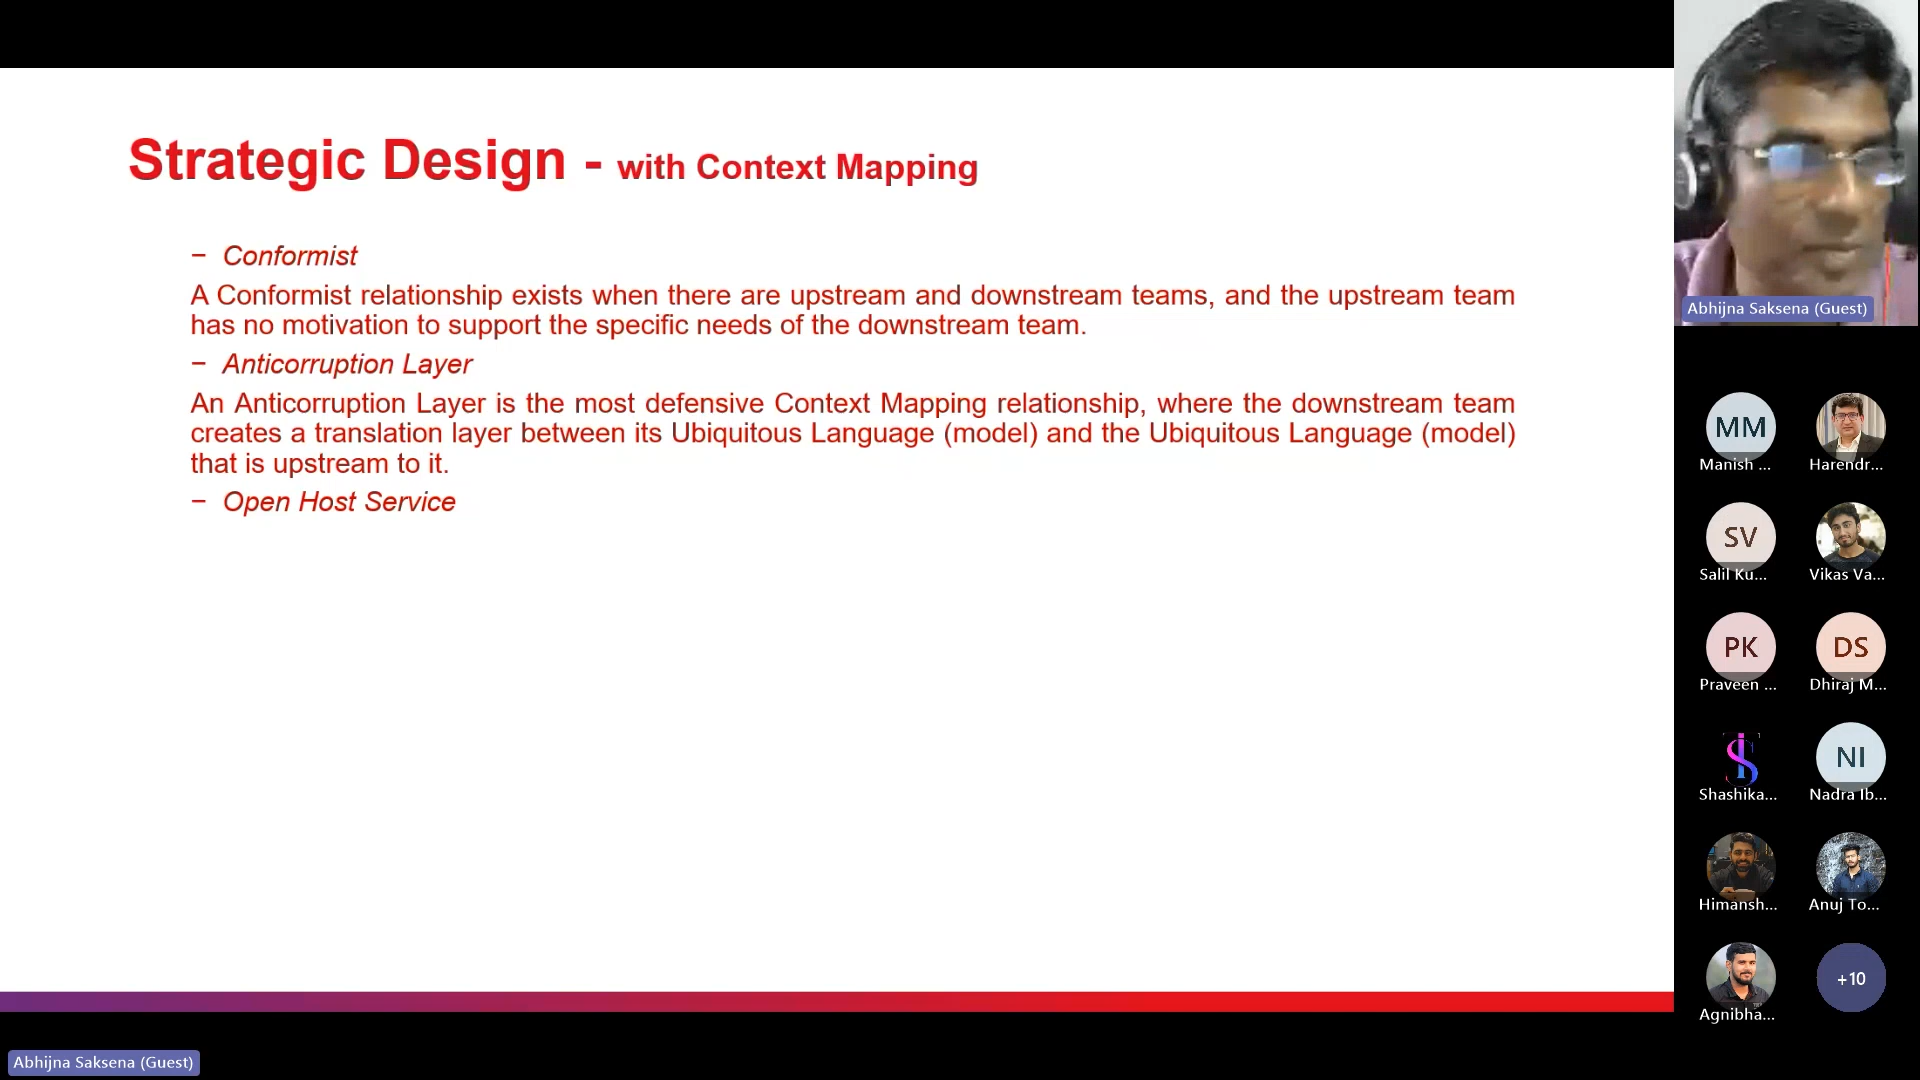 Strategic Design - with Context Mapping
− Conformist
A Conformist relationship exists when there are upstream and downstream teams, and the upstream team
has no motivation to support the specific needs of the downstream team.
− Anticorruption Layer
An Anticorruption Layer is the most defensive Context Mapping relationship, where the downstream team
creates a translation layer between its Ubiquitous Language (model) and the Ubiquitous Language (model)
that is upstream to it.
− Open Host Service
Abhijna Saksena (Guest)
Abhijna Saksena (Guest)
MM
Manish ...
Harendr...
SV
Salil Ku...
Vikas Va...
PK
Praveen ...
DS
Dhiraj M...
Shashika...
NI
Nadra Ib...
Himansh...
Anuj To...
Agnibha...
+10